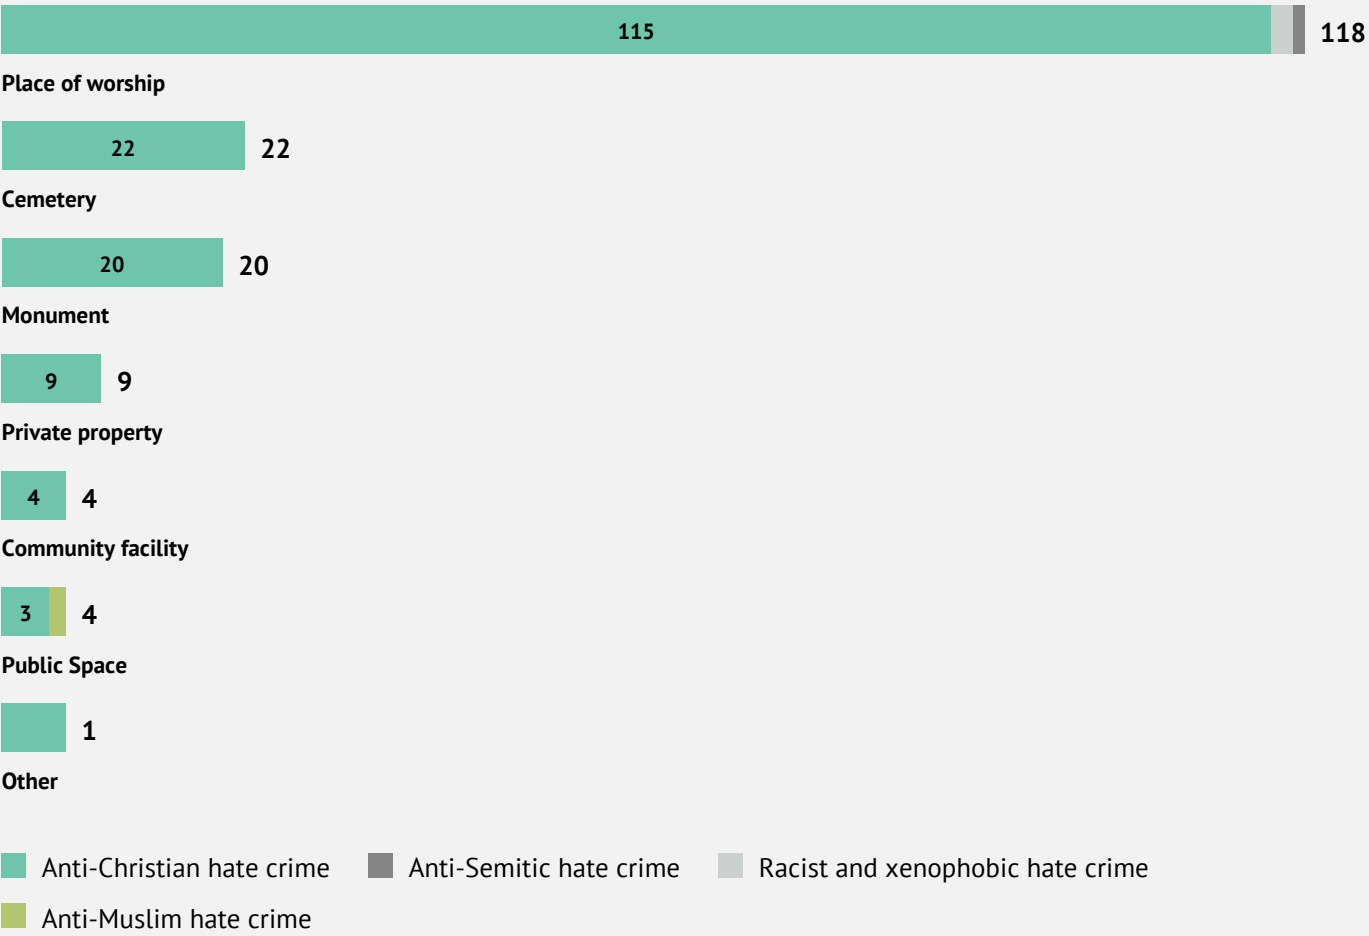 115 118
Place of worship
22 22
Cemetery
20 20
Monument
9 9
Private property
4 4
Community facility
3 4
Public Space
1
Other
Anti-Christian hate crime Anti-Semitic hate crime Racist and xenophobic hate crime
Anti-Muslim hate crime